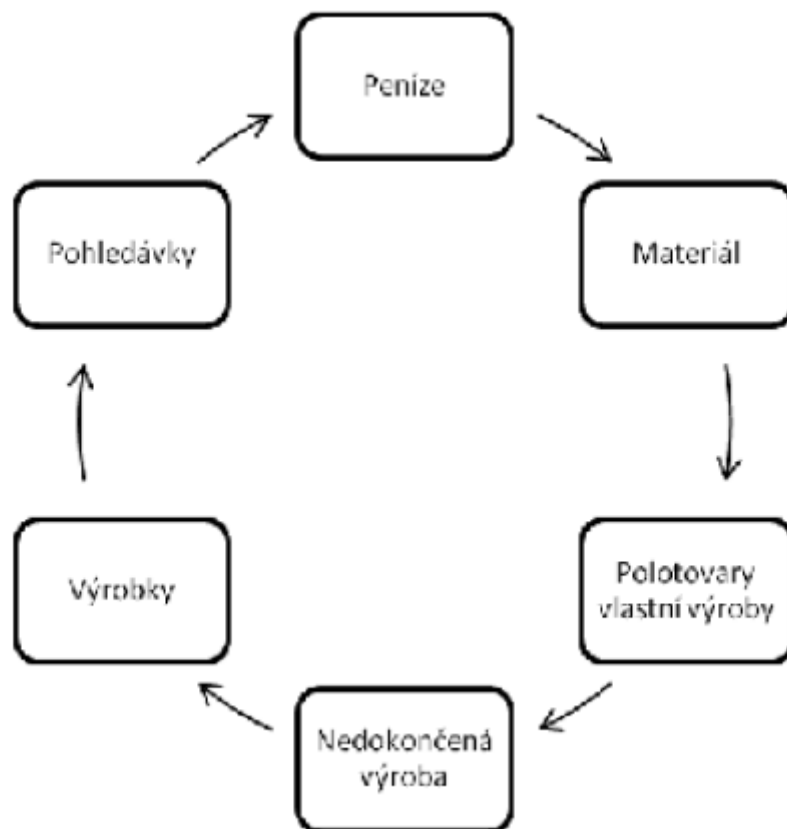 Peníze
Materiál
Polotovary
vlastní výroby
Nedokončená
výroba
Výrobky
Pohledávky